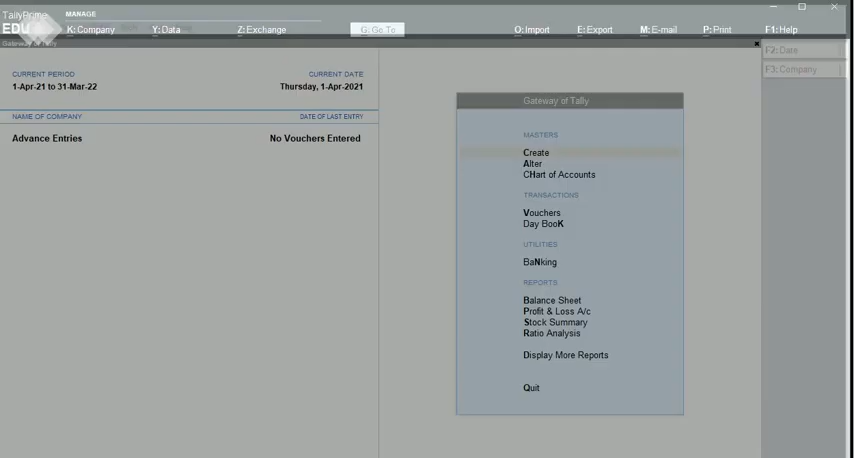 TallyPrime
MANAGE
EDU
K: Company
Y: Data
Z: Exchange
G: Go To
O: Import
E: Export
M: E-mail
P: Print
F1: Help
Gateway of Tally
F2: Date
F3: Company
CURRENT PERIOD
CURRENT DATE
1-Apr-21 to 31-Mar-22
Thursday, 1-Apr-2021
NAME OF COMPANY
DATE OF LAST ENTRY
Advance Entries
No Vouchers Entered
Gateway of Tally
MASTERS
Create
Alter
CHart of Accounts
TRANSACTIONS
Vouchers
Day BooK
UTILITIES
BaNking
REPORTS
Balance Sheet
Profit & Loss A/c
Stock Summary
Ratio Analysis
Display More Reports
Quit